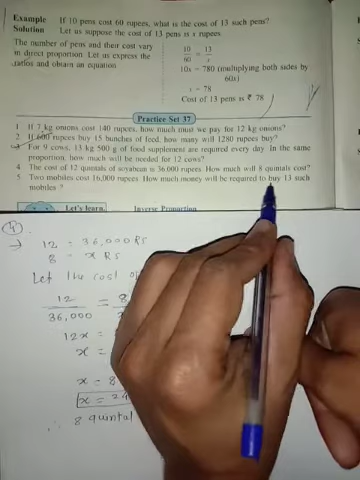 Example If 10 pens cost 60 rupees, what is the cost of 13 such pens?
Solution Let us suppose the cost of 13 pens is x rupees.
The number of pens and their cost vary
in direct proportion. Let us express the
ratios and obtain an equation.
10/60 = 13/x
10x = 780 (multiplying both sides by
60x)
x = 78
Cost of 13 pens is ₹ 78
Practice Set 37
1. If 7 kg onions cost 140 rupees, how much must we pay for 12 kg onions?
2. If 600 rupees buy 15 bunches of feed, how many will 1280 rupees buy?
3. For 9 cows, 13 kg 500 g of food supplement are required every day. In the same
proportion, how much will be needed for 12 cows?
4. The cost of 12 quintals of soyabean is 36,000 rupees. How much will 8 quintals cost?
5. Two mobiles cost 16,000 rupees. How much money will be required to buy 13 such
mobiles ?
Let's learn. Inverse Proportion
4.
→ 12 = 36,000 Rs
8 = x Rs
Let the cost
12/36,000 = 8
12x =
x =
x = 8
x = 24
∴ 8 quintal